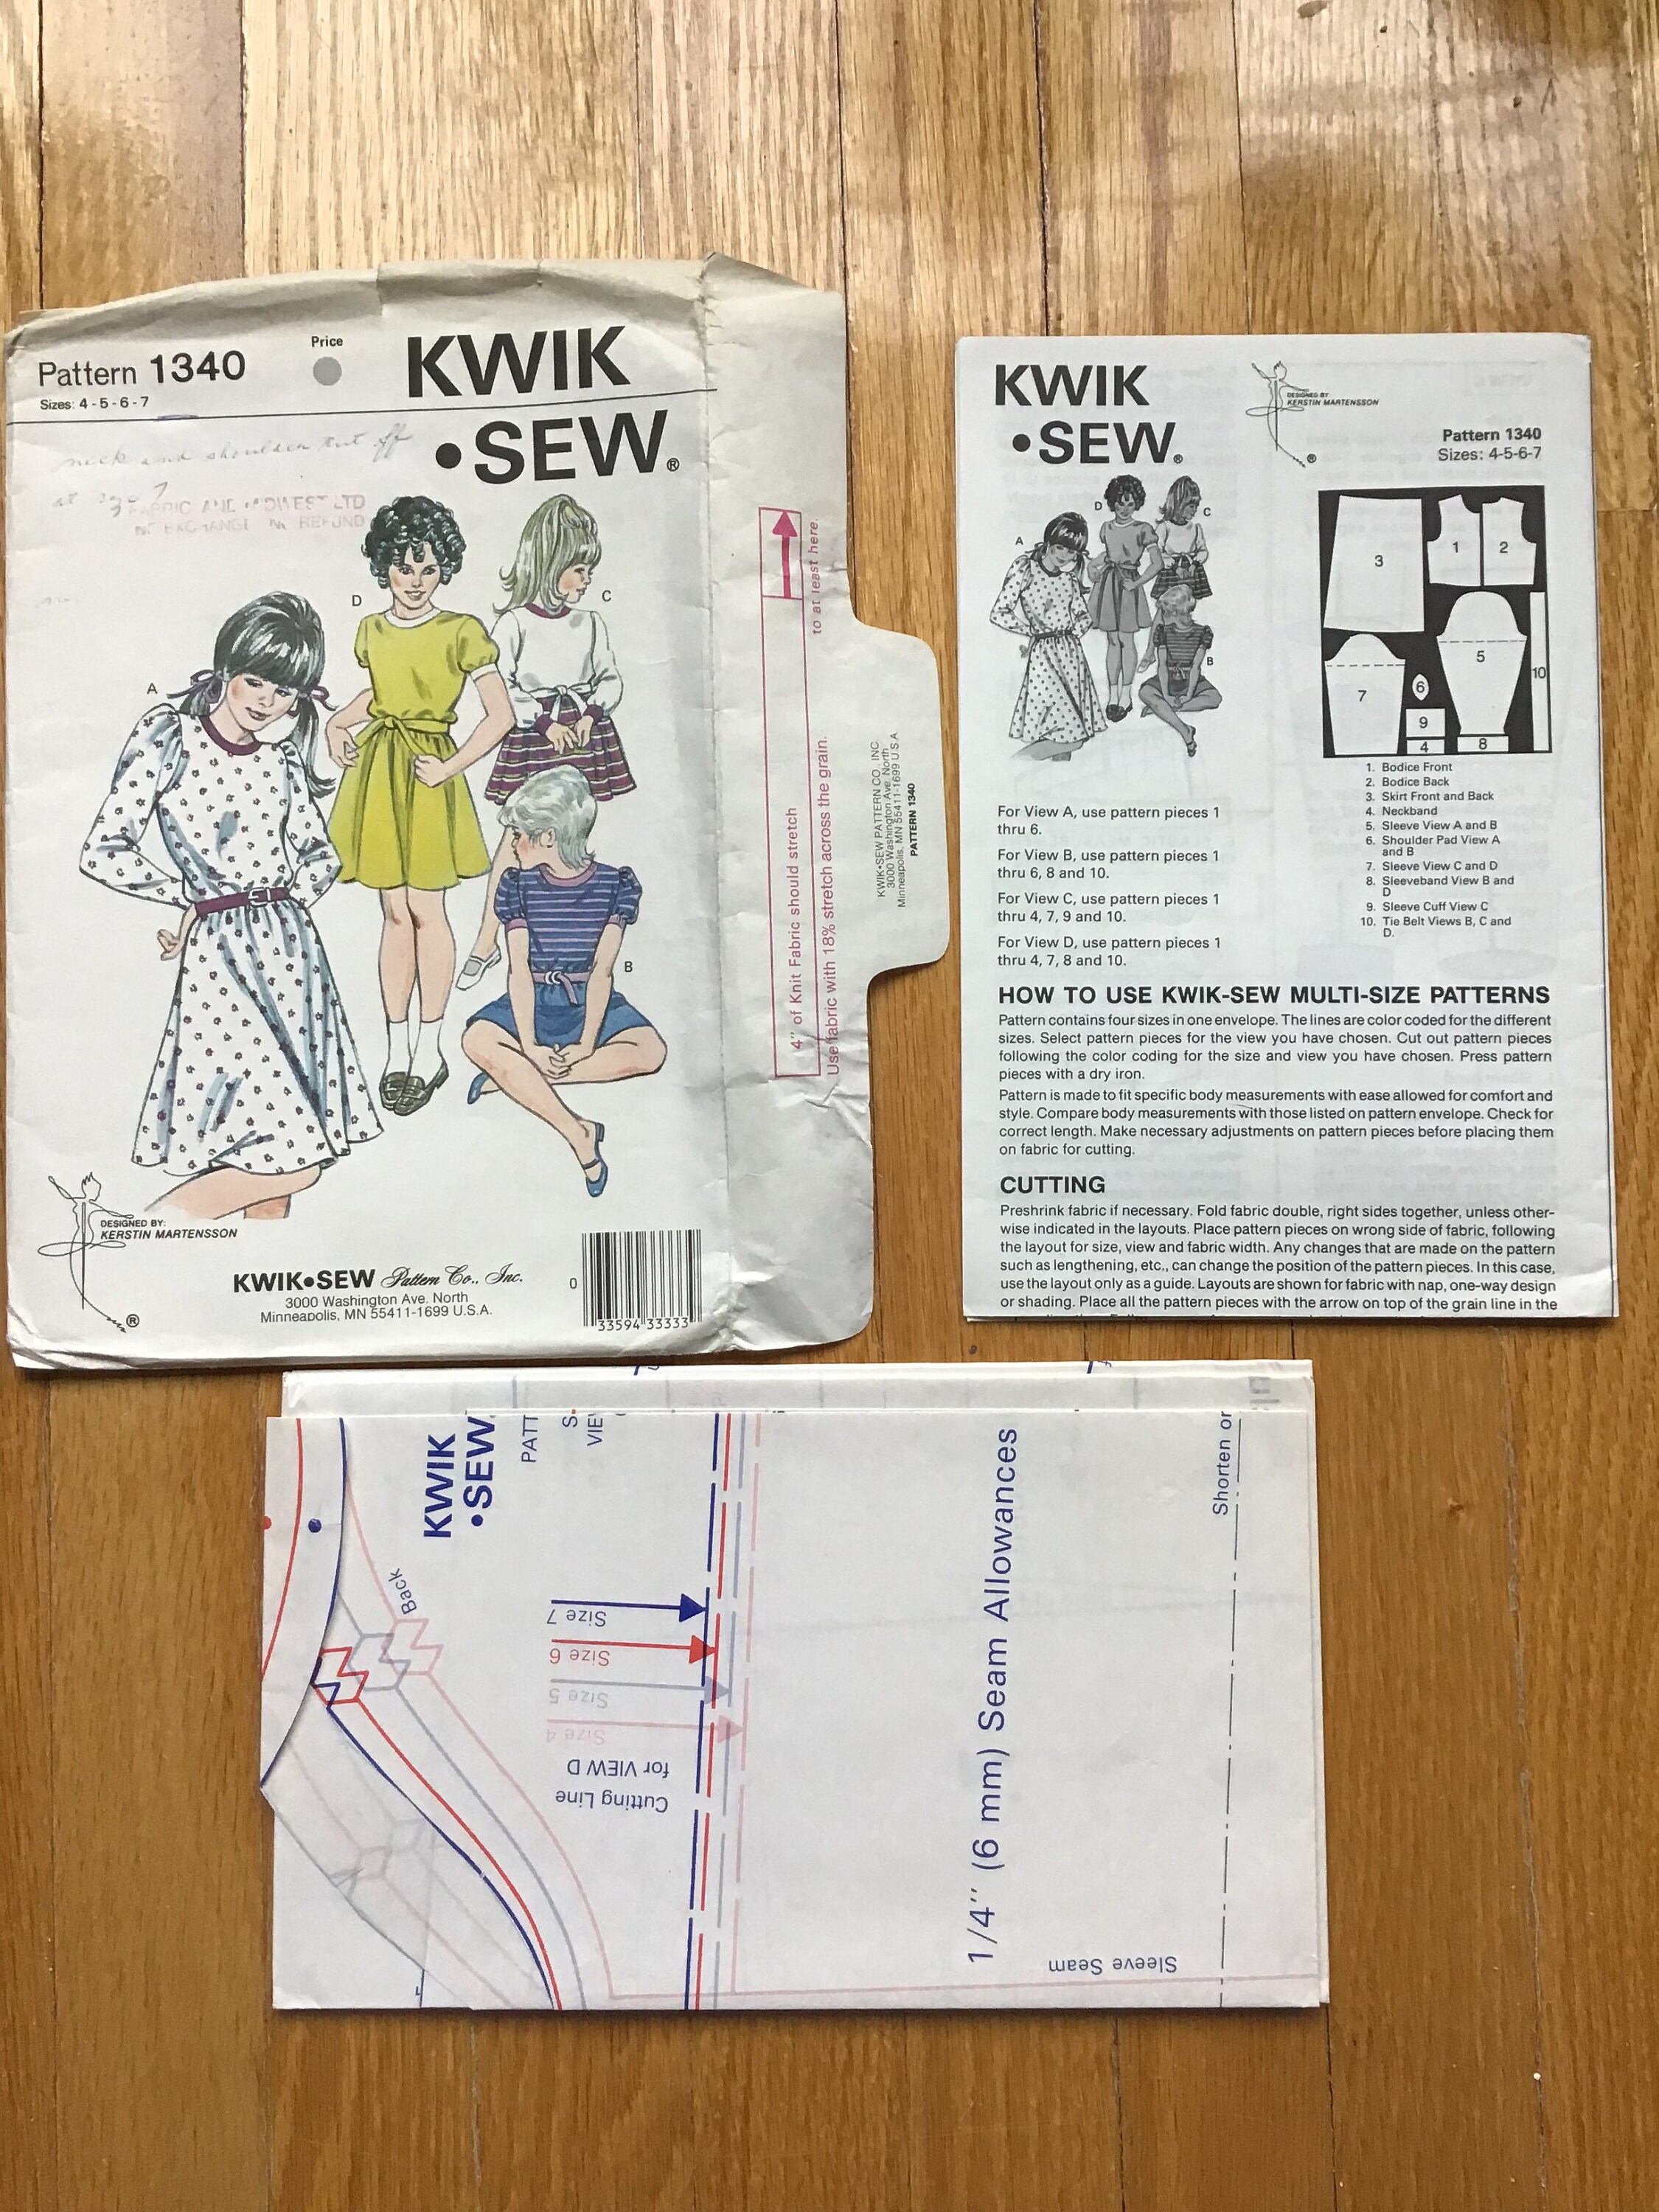 Pattern 1340
Sizes: 4-5-6-7
Price
KWIK
•SEW®
neck and shoulder cut off
at size 7
FABRIC AND MIDWEST LTD
NO EXCHANGE NO REFUND
A
D
C
B
DESIGNED BY:
KERSTIN MARTENSSON
®
KWIK•SEW Pattern Co., Inc.
3000 Washington Ave. North
Minneapolis, MN 55411-1699 U.S.A.
0
33594 33333
4" of Knit Fabric should stretch
to at least here.
Use fabric with 18% stretch across the grain.
KWIK•SEW PATTERN CO., INC.
3000 Washington Ave. North
Minneapolis, MN 55411-1699 U.S.A
PATTERN 1340
KWIK
•SEW®
DESIGNED BY
KERSTIN MARTENSSON
®
Pattern 1340
Sizes: 4-5-6-7
A
D
C
B
3
1
2
5
7
6
9
4
8
10
1. Bodice Front
2. Bodice Back
3. Skirt Front and Back
4. Neckband
5. Sleeve View A and B
6. Shoulder Pad View A
and B
7. Sleeve View C and D
8. Sleeveband View B and
D
9. Sleeve Cuff View C
10. Tie Belt Views B, C and
D.
For View A, use pattern pieces 1
thru 6.
For View B, use pattern pieces 1
thru 6, 8 and 10.
For View C, use pattern pieces 1
thru 4, 7, 9 and 10.
For View D, use pattern pieces 1
thru 4, 7, 8 and 10.
HOW TO USE KWIK-SEW MULTI-SIZE PATTERNS
Pattern contains four sizes in one envelope. The lines are color coded for the different
sizes. Select pattern pieces for the view you have chosen. Cut out pattern pieces
following the color coding for the size and view you have chosen. Press pattern
pieces with a dry iron.
Pattern is made to fit specific body measurements with ease allowed for comfort and
style. Compare body measurements with those listed on pattern envelope. Check for
correct length. Make necessary adjustments on pattern pieces before placing them
on fabric for cutting.
CUTTING
Preshrink fabric if necessary. Fold fabric double, right sides together, unless other-
wise indicated in the layouts. Place pattern pieces on wrong side of fabric, following
the layout for size, view and fabric width. Any changes that are made on the pattern
such as lengthening, etc., can change the position of the pattern pieces. In this case,
use the layout only as a guide. Layouts are shown for fabric with nap, one-way design
or shading. Place all the pattern pieces with the arrow on top of the grain line in the
KWIK
•SEW
PATT
S
VIE
Back
Size 7
Size 6
Size 5
Size 4
Cutting Line
for VIEW D
1/4" (6 mm) Seam Allowances
Shorten or
Sleeve Seam